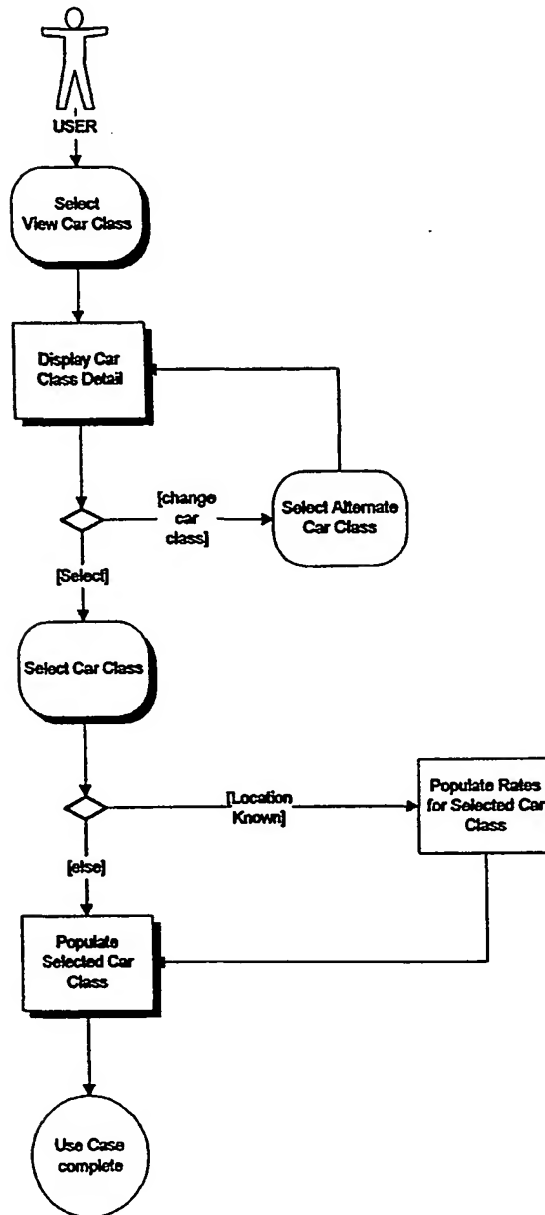 USER
Select
View Car Class
Display Car
Class Detail
[change
car
class]
Select Alternate
Car Class
[Select]
Select Car Class
[Location
Known]
Populate Rates
for Selected Car
Class
[else]
Populate
Selected Car
Class
Use Case
complete